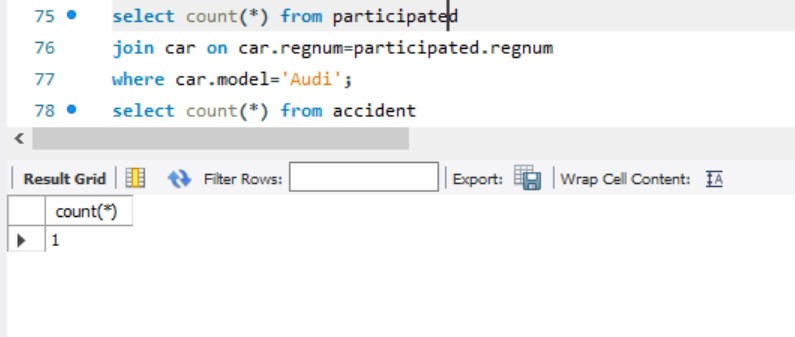 75 select count(*) from participated
76 join car on car.regnum=participated.regnum
77 where car.model='Audi';
78 select count(*) from accident
Result Grid Filter Rows: Export: Wrap Cell Content: IA
count(*)
1